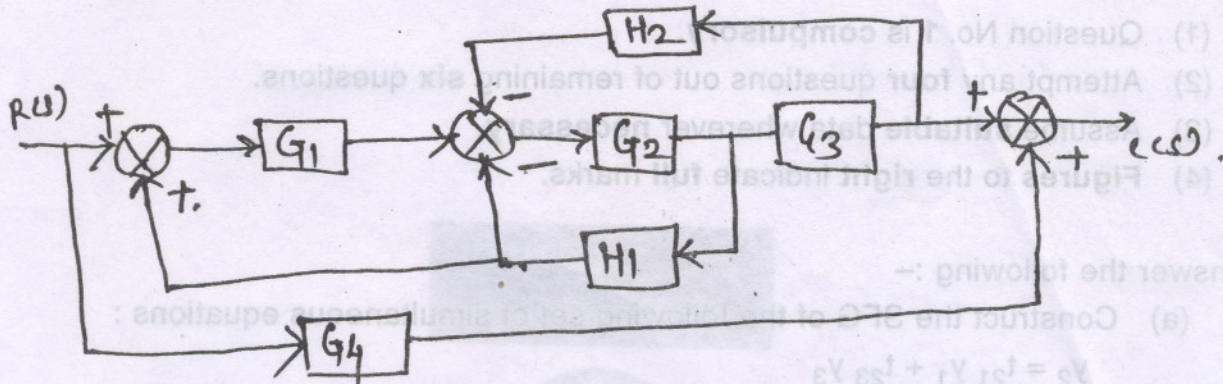 (1) Question No. 1 is compulsory.
(2) Attempt any four questions out of remaining six questions.
(3) Assume suitable data wherever necessary.
(4) Figures to the right indicate full marks.
H2
R(s)
+
G1
-
-
G2
G3
+
+
C(s).
+.
H1
G4
nswer the following :–
(a) Construct the SFG of the following set of simultaneous equations :
y2 = t21 y1 + t23 y3